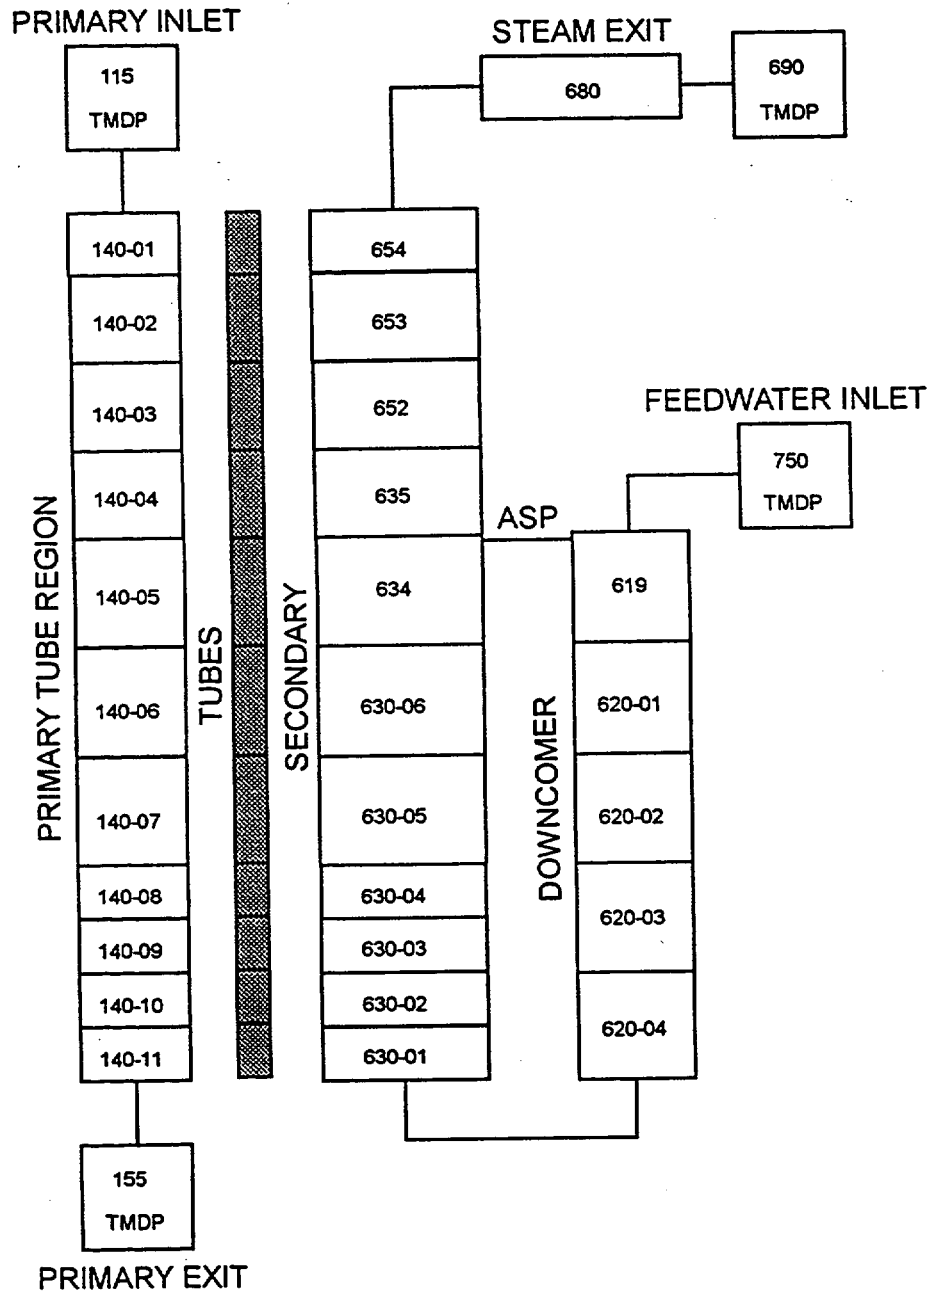 PRIMARY INLET
115
TMDP
STEAM EXIT
680
690
TMDP
140-01
140-02
140-03
140-04
140-05
140-06
140-07
140-08
140-09
140-10
140-11
PRIMARY TUBE REGION
TUBES
SECONDARY
654
653
652
635
634
630-06
630-05
630-04
630-03
630-02
630-01
ASP
FEEDWATER INLET
750
TMDP
DOWNCOMER
619
620-01
620-02
620-03
620-04
155
TMDP
PRIMARY EXIT